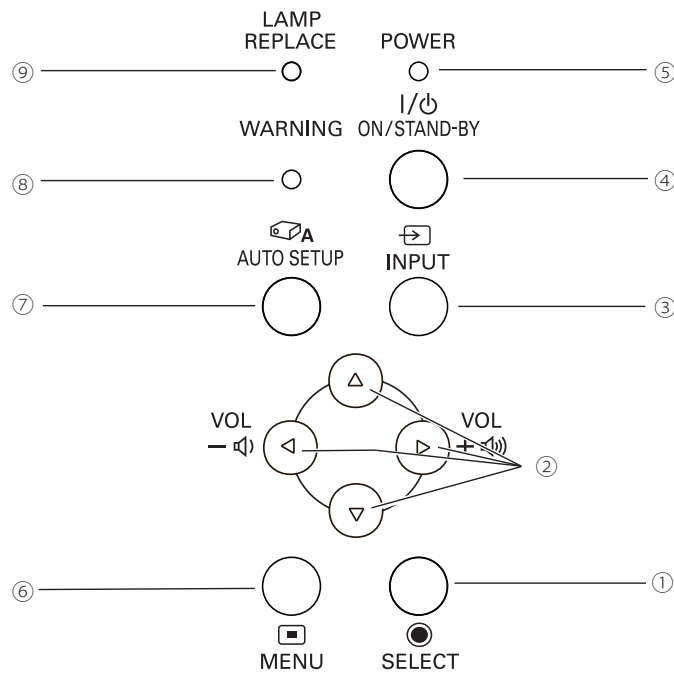 LAMP
REPLACE
POWER
⑨
⑤
I/⏻
WARNING
ON/STAND-BY
⑧
④
A
AUTO SETUP
INPUT
⑦
③
VOL
−
VOL
+
②
⑥
①
MENU
SELECT